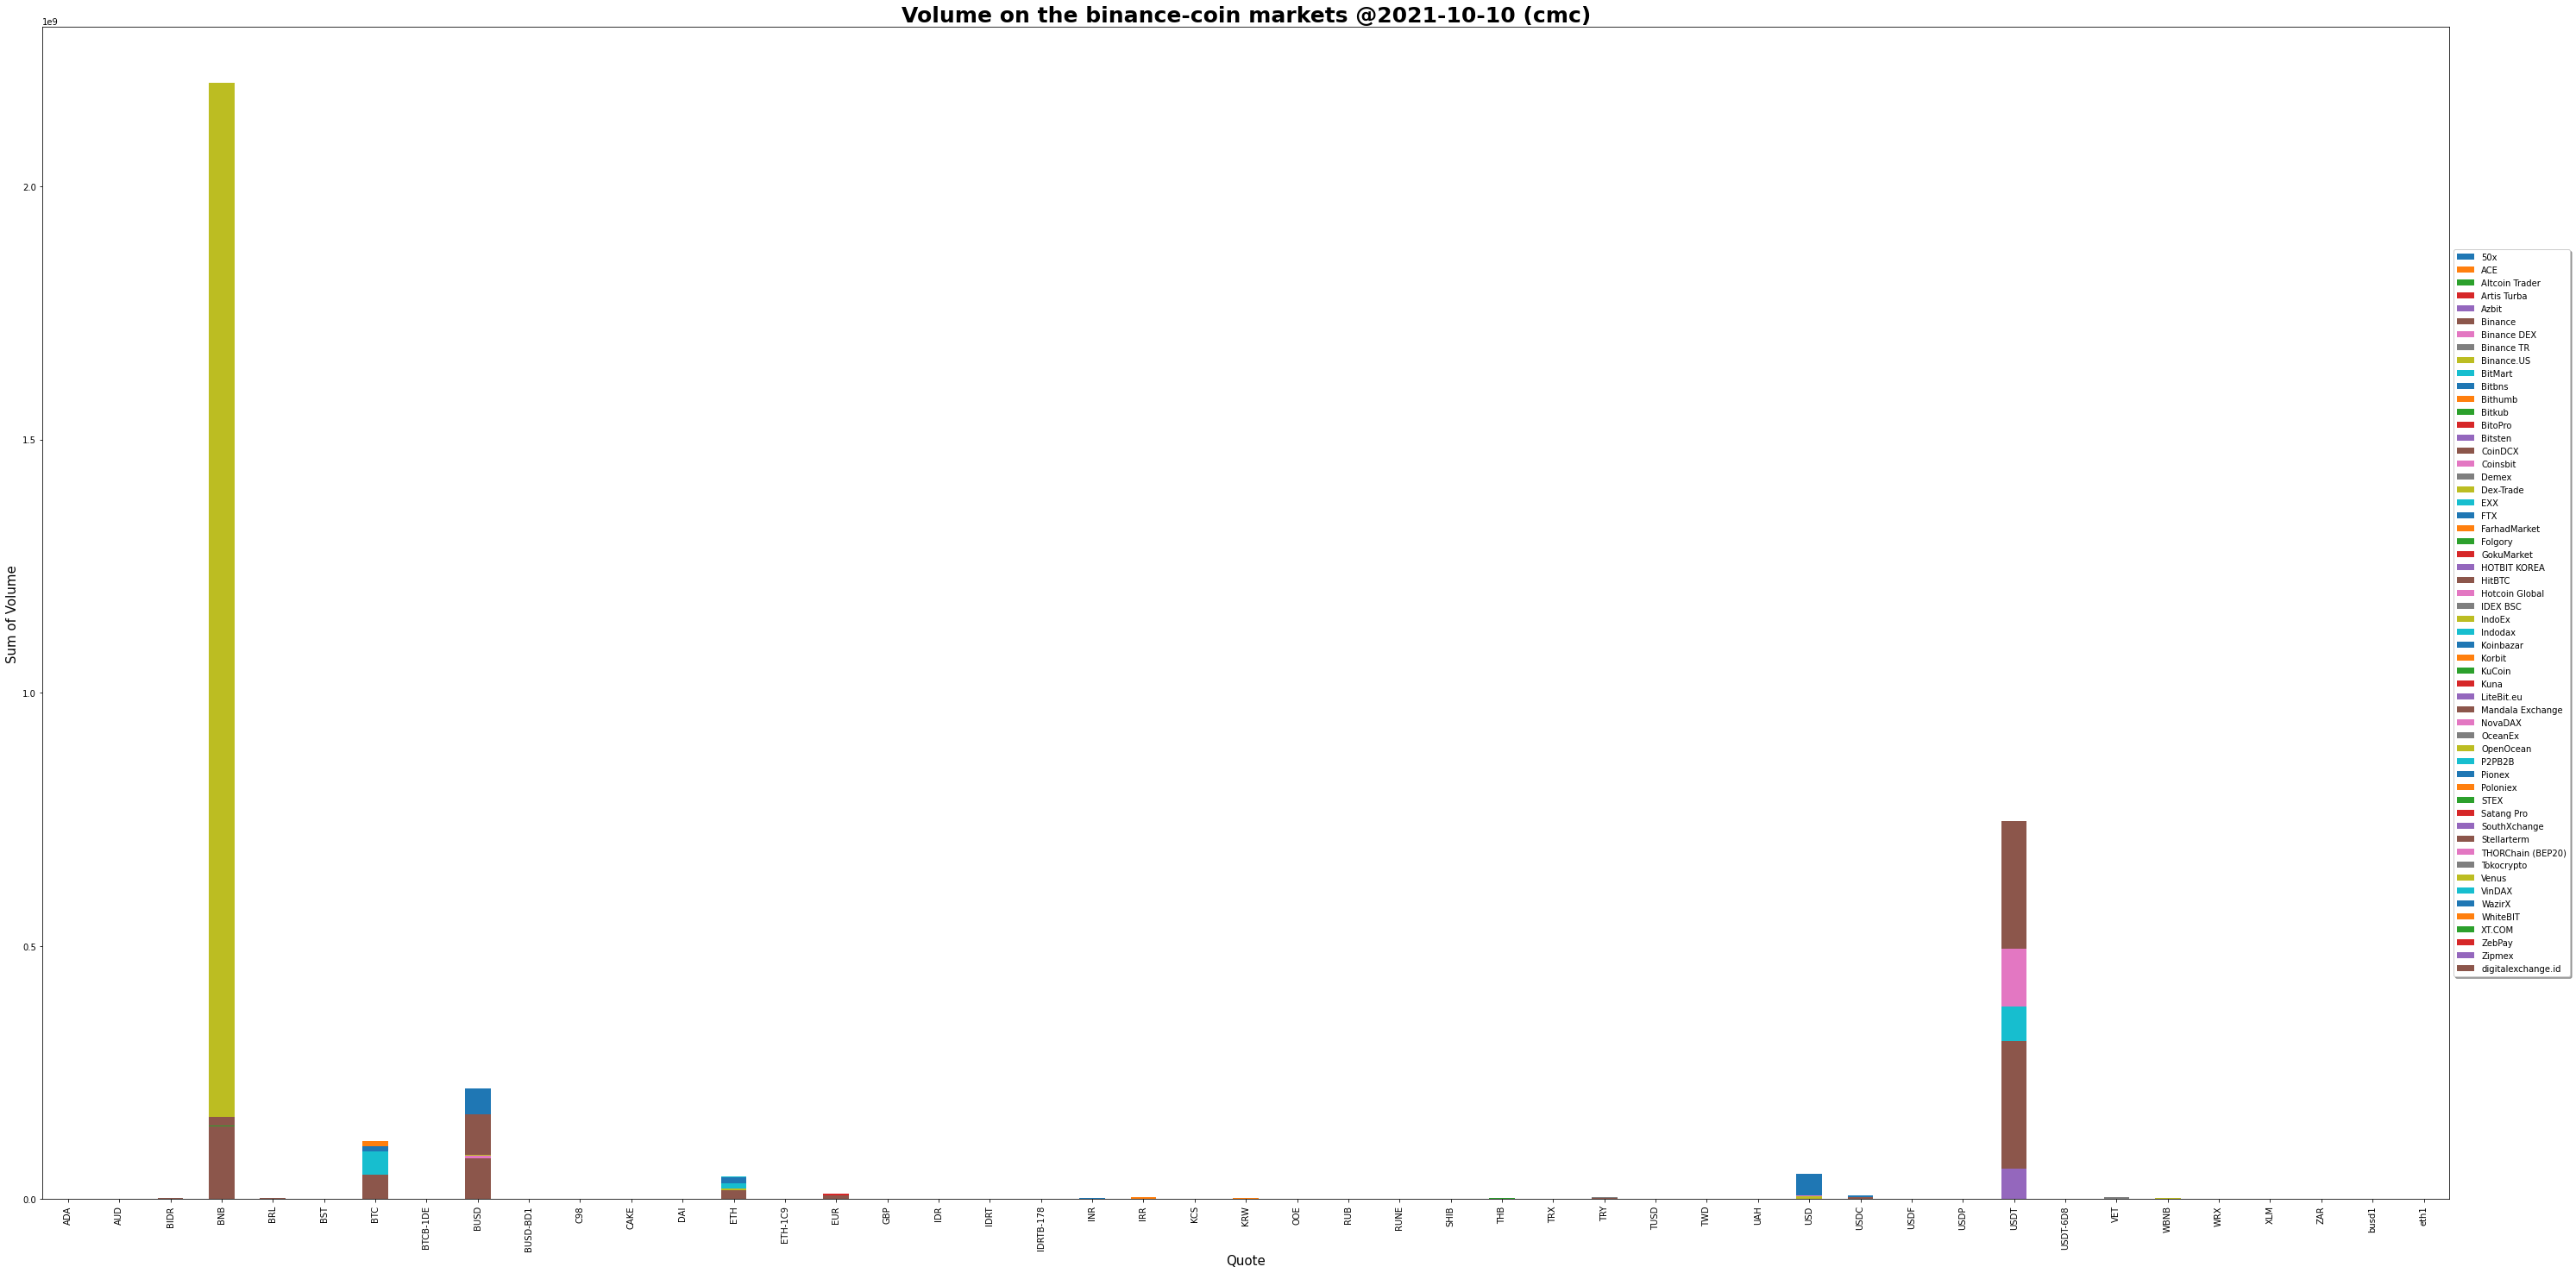 Volume on the binance-coin markets @2021-10-10 (cmc)
1e9
2.0
1.5
1.0
0.5
0.0
Sum of Volume
ADA
AUD
BIDR
BNB
BRL
BST
BTC
BTCB-1DE
BUSD
BUSD-BD1
C98
CAKE
DAI
ETH
ETH-1C9
EUR
GBP
IDR
IDRT
IDRTB-178
INR
IRR
KCS
KRW
OOE
RUB
RUNE
SHIB
THB
TRX
TRY
TUSD
TWD
UAH
USD
USDC
USDF
USDP
USDT
USDT-6D8
VET
WBNB
WRX
XLM
ZAR
busd1
eth1
Quote
50x
ACE
Altcoin Trader
Artis Turba
Azbit
Binance
Binance DEX
Binance TR
Binance.US
BitMart
Bitbns
Bithumb
Bitkub
BitoPro
Bitsten
CoinDCX
Coinsbit
Demex
Dex-Trade
EXX
FTX
FarhadMarket
Folgory
GokuMarket
HOTBIT KOREA
HitBTC
Hotcoin Global
IDEX BSC
IndoEx
Indodax
Koinbazar
Korbit
KuCoin
Kuna
LiteBit.eu
Mandala Exchange
NovaDAX
OceanEx
OpenOcean
P2PB2B
Pionex
Poloniex
STEX
Satang Pro
SouthXchange
Stellarterm
THORChain (BEP20)
Tokocrypto
Venus
VinDAX
WazirX
WhiteBIT
XT.COM
ZebPay
Zipmex
digitalexchange.id